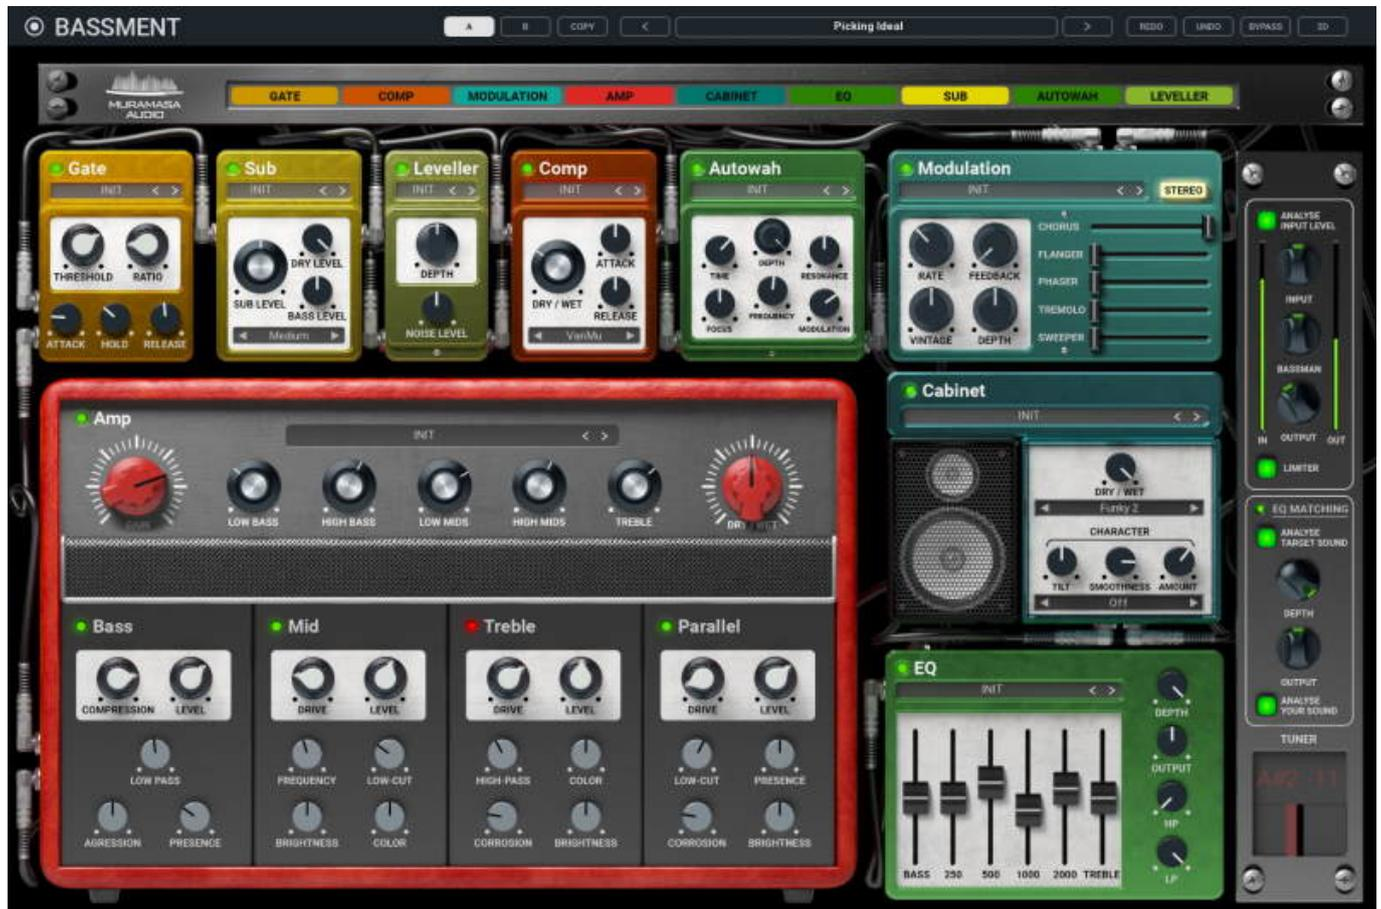 BASSMENT
A B COPY < Picking Ideal > REDO UNDO BYPASS 2D
MURAMASA
AUDIO
GATE COMP MODULATION AMP CABINET EQ SUB AUTOWAH LEVELLER
Gate
INIT < >
THRESHOLD RATIO
ATTACK HOLD RELEASE
Sub
INIT < >
DRY LEVEL
SUB LEVEL
BASS LEVEL
Medium
Leveller
INIT < >
DEPTH
NOISE LEVEL
Comp
INIT < >
ATTACK
DRY / WET
RELEASE
VariMu
Autowah
INIT < >
TIME DEPTH RESONANCE
FOCUS FREQUENCY MODULATION
Modulation
INIT < > STEREO
RATE FEEDBACK
VINTAGE DEPTH
CHORUS
FLANGER
PHASER
TREMOLO
SWEEPER
ANALYSE
INPUT LEVEL
INPUT
BASSMAN
IN OUTPUT OUT
LIMITER
EQ MATCHING
ANALYSE
TARGET SOUND
DEPTH
OUTPUT
ANALYSE
YOUR SOUND
TUNER
A#2 -11
Amp
INIT < >
GAIN LOW BASS HIGH BASS LOW MIDS HIGH MIDS TREBLE DRY / WET
Bass
COMPRESSION LEVEL
LOW PASS
AGRESSION PRESENCE
Mid
DRIVE LEVEL
FREQUENCY LOW-CUT
BRIGHTNESS COLOR
Treble
DRIVE LEVEL
HIGH-PASS COLOR
CORROSION BRIGHTNESS
Parallel
DRIVE LEVEL
LOW-CUT PRESENCE
CORROSION BRIGHTNESS
Cabinet
INIT < >
DRY / WET
Funky 2
CHARACTER
TILT SMOOTHNESS AMOUNT
Off
EQ
INIT < >
BASS 250 500 1000 2000 TREBLE
DEPTH
OUTPUT
HP
LP